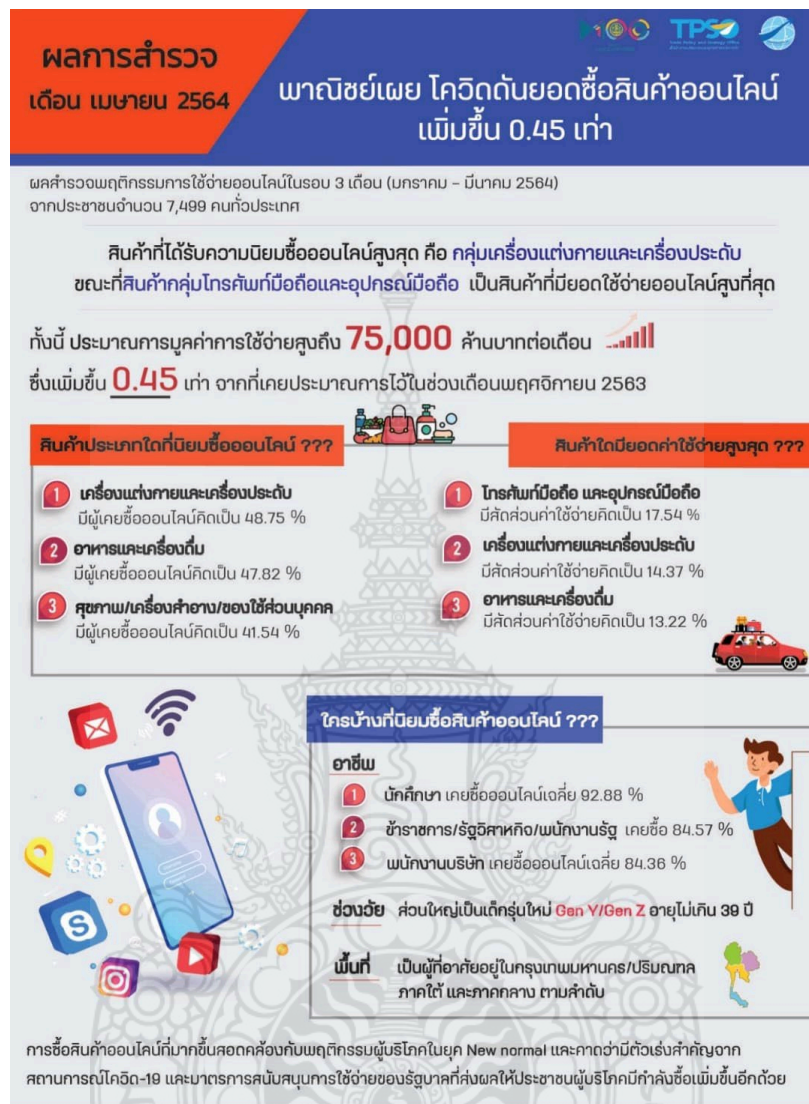 ผลการสำรวจ
เดือน เมษายน 2564
TPSO
พาณิชย์เผย โควิดดันยอดซื้อสินค้าออนไลน์
เพิ่มขึ้น 0.45 เท่า
ผลสำรวจพฤติกรรมการใช้จ่ายออนไลน์ในรอบ 3 เดือน (มกราคม – มีนาคม 2564)
จากประชาชนจำนวน 7,499 คนทั่วประเทศ
สินค้าที่ได้รับความนิยมซื้อออนไลน์สูงสุด คือ กลุ่มเครื่องแต่งกายและเครื่องประดับ
ขณะที่สินค้ากลุ่มโทรศัพท์มือถือและอุปกรณ์มือถือ เป็นสินค้าที่มียอดใช้จ่ายออนไลน์สูงที่สุด
ทั้งนี้ ประมาณการมูลค่าการใช้จ่ายสูงถึง 75,000 ล้านบาทต่อเดือน
ซึ่งเพิ่มขึ้น 0.45 เท่า จากที่เคยประมาณการไว้ในช่วงเดือนพฤศจิกายน 2563
สินค้าประเภทใดที่นิยมซื้อออนไลน์ ???
1 เครื่องแต่งกายและเครื่องประดับ
มีผู้เคยซื้อออนไลน์คิดเป็น 48.75 %
2 อาหารและเครื่องดื่ม
มีผู้เคยซื้อออนไลน์คิดเป็น 47.82 %
3 สุขภาพ/เครื่องสำอาง/ของใช้ส่วนบุคคล
มีผู้เคยซื้อออนไลน์คิดเป็น 41.54 %
สินค้าใดมียอดค่าใช้จ่ายสูงสุด ???
1 โทรศัพท์มือถือ และอุปกรณ์มือถือ
มีสัดส่วนค่าใช้จ่ายคิดเป็น 17.54 %
2 เครื่องแต่งกายและเครื่องประดับ
มีสัดส่วนค่าใช้จ่ายคิดเป็น 14.37 %
3 อาหารและเครื่องดื่ม
มีสัดส่วนค่าใช้จ่ายคิดเป็น 13.22 %
ใครบ้างที่นิยมซื้อสินค้าออนไลน์ ???
อาชีพ
1 นักศึกษา เคยซื้อออนไลน์เฉลี่ย 92.88 %
2 ข้าราชการ/รัฐวิสาหกิจ/พนักงานรัฐ เคยซื้อ 84.57 %
3 พนักงานบริษัท เคยซื้อออนไลน์เฉลี่ย 84.36 %
ช่วงวัย ส่วนใหญ่เป็นเด็กรุ่นใหม่ Gen Y/Gen Z อายุไม่เกิน 39 ปี
พื้นที่ เป็นผู้ที่อาศัยอยู่ในกรุงเทพมหานคร/ปริมณฑล
ภาคใต้ และภาคกลาง ตามลำดับ
การซื้อสินค้าออนไลน์ที่มากขึ้นสอดคล้องกับพฤติกรรมผู้บริโภคในยุค New normal และคาดว่ามีตัวเร่งสำคัญจาก
สถานการณ์โควิด-19 และมาตรการสนับสนุนการใช้จ่ายของรัฐบาลที่ส่งผลให้ประชาชนผู้บริโภคมีกำลังซื้อเพิ่มขึ้นอีกด้วย